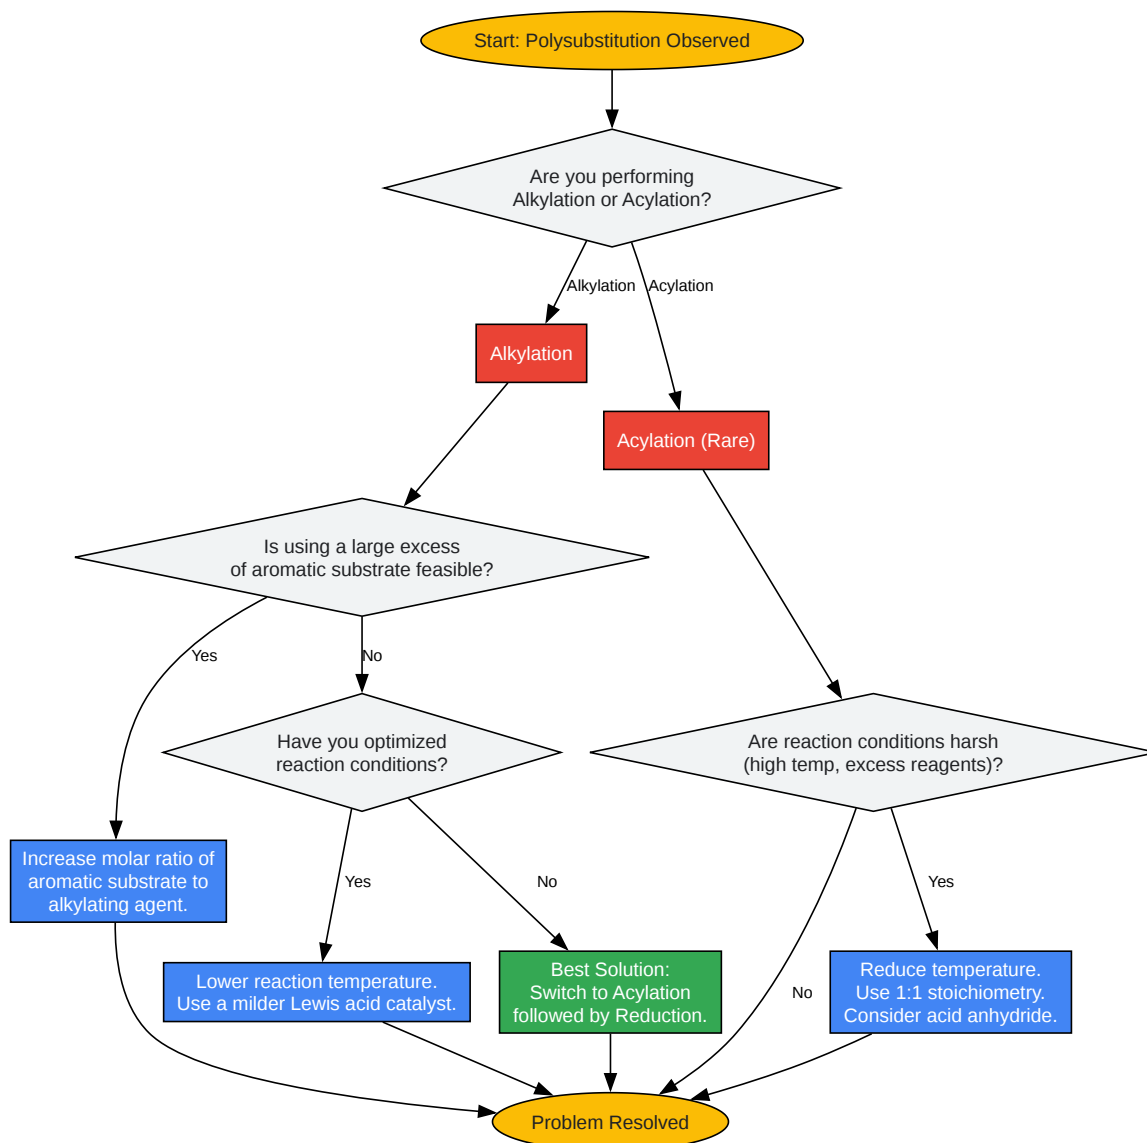 Start: Polysubstitution Observed
Are you performing
Alkylation or Acylation?
Alkylation
Acylation
Alkylation
Acylation (Rare)
Is using a large excess
of aromatic substrate feasible?
Yes
No
Have you optimized
reaction conditions?
Are reaction conditions harsh
(high temp, excess reagents)?
Increase molar ratio of
aromatic substrate to
alkylating agent.
Yes
No
Yes
No
Lower reaction temperature.
Use a milder Lewis acid catalyst.
Best Solution:
Switch to Acylation
followed by Reduction.
Reduce temperature.
Use 1:1 stoichiometry.
Consider acid anhydride.
Problem Resolved